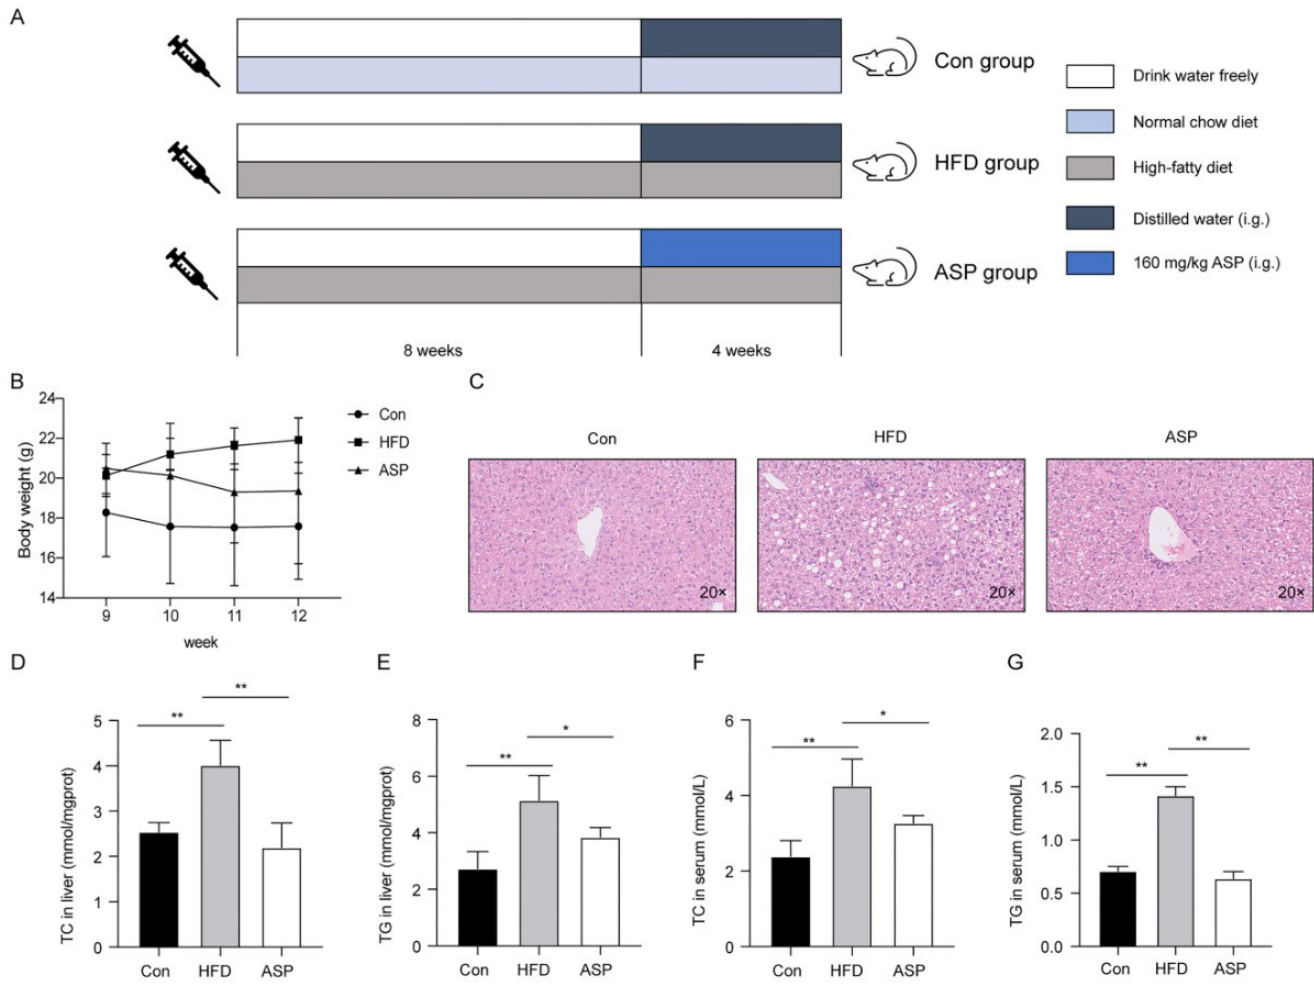 A
Con group
HFD group
ASP group
8 weeks
4 weeks
Drink water freely
Normal chow diet
High-fatty diet
Distilled water (i.g.)
160 mg/kg ASP (i.g.)
B
24
22
20
18
16
14
Body weight (g)
9
10
11
12
week
Con
HFD
ASP
C
Con
HFD
ASP
20×
20×
20×
D
TC in liver (mmol/mgprot)
5
4
3
2
1
0
**
**
Con
HFD
ASP
E
TG in liver (mmol/mgprot)
8
6
4
2
0
**
*
Con
HFD
ASP
F
TC in serum (mmol/L)
6
4
2
0
**
*
Con
HFD
ASP
G
TG in serum (mmol/L)
2.0
1.5
1.0
0.5
0.0
**
**
Con
HFD
ASP